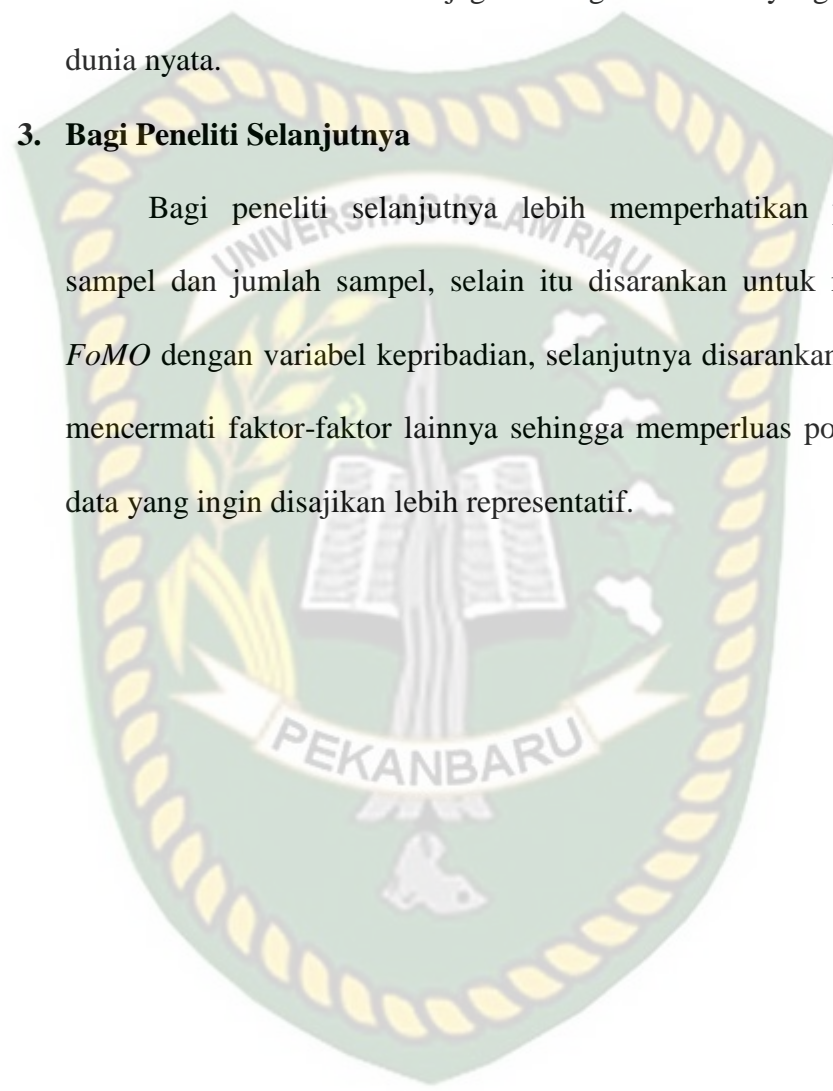 dunia nyata.
3. Bagi Peneliti Selanjutnya
Bagi peneliti selanjutnya lebih memperhatikan
UNIVERSITAS ISLAM RIAU
sampel dan jumlah sampel, selain itu disarankan untuk
FoMO dengan variabel kepribadian, selanjutnya disarankan
mencermati faktor-faktor lainnya sehingga memperluas
data yang ingin disajikan lebih representatif.
PEKANBARU